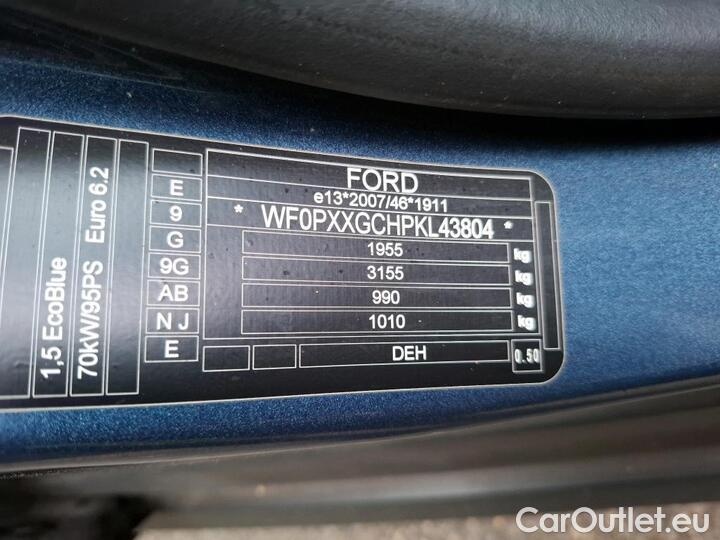 FORD
e13*2007/46*1911
* WF0PXXGCHPKL43804 *
1955 kg
3155 kg
990 kg
1010 kg
DEH 0.50
E
9
G
9G
AB
N J
E
1,5 EcoBlue
70kW/95PS Euro 6.2
CarOutlet.eu